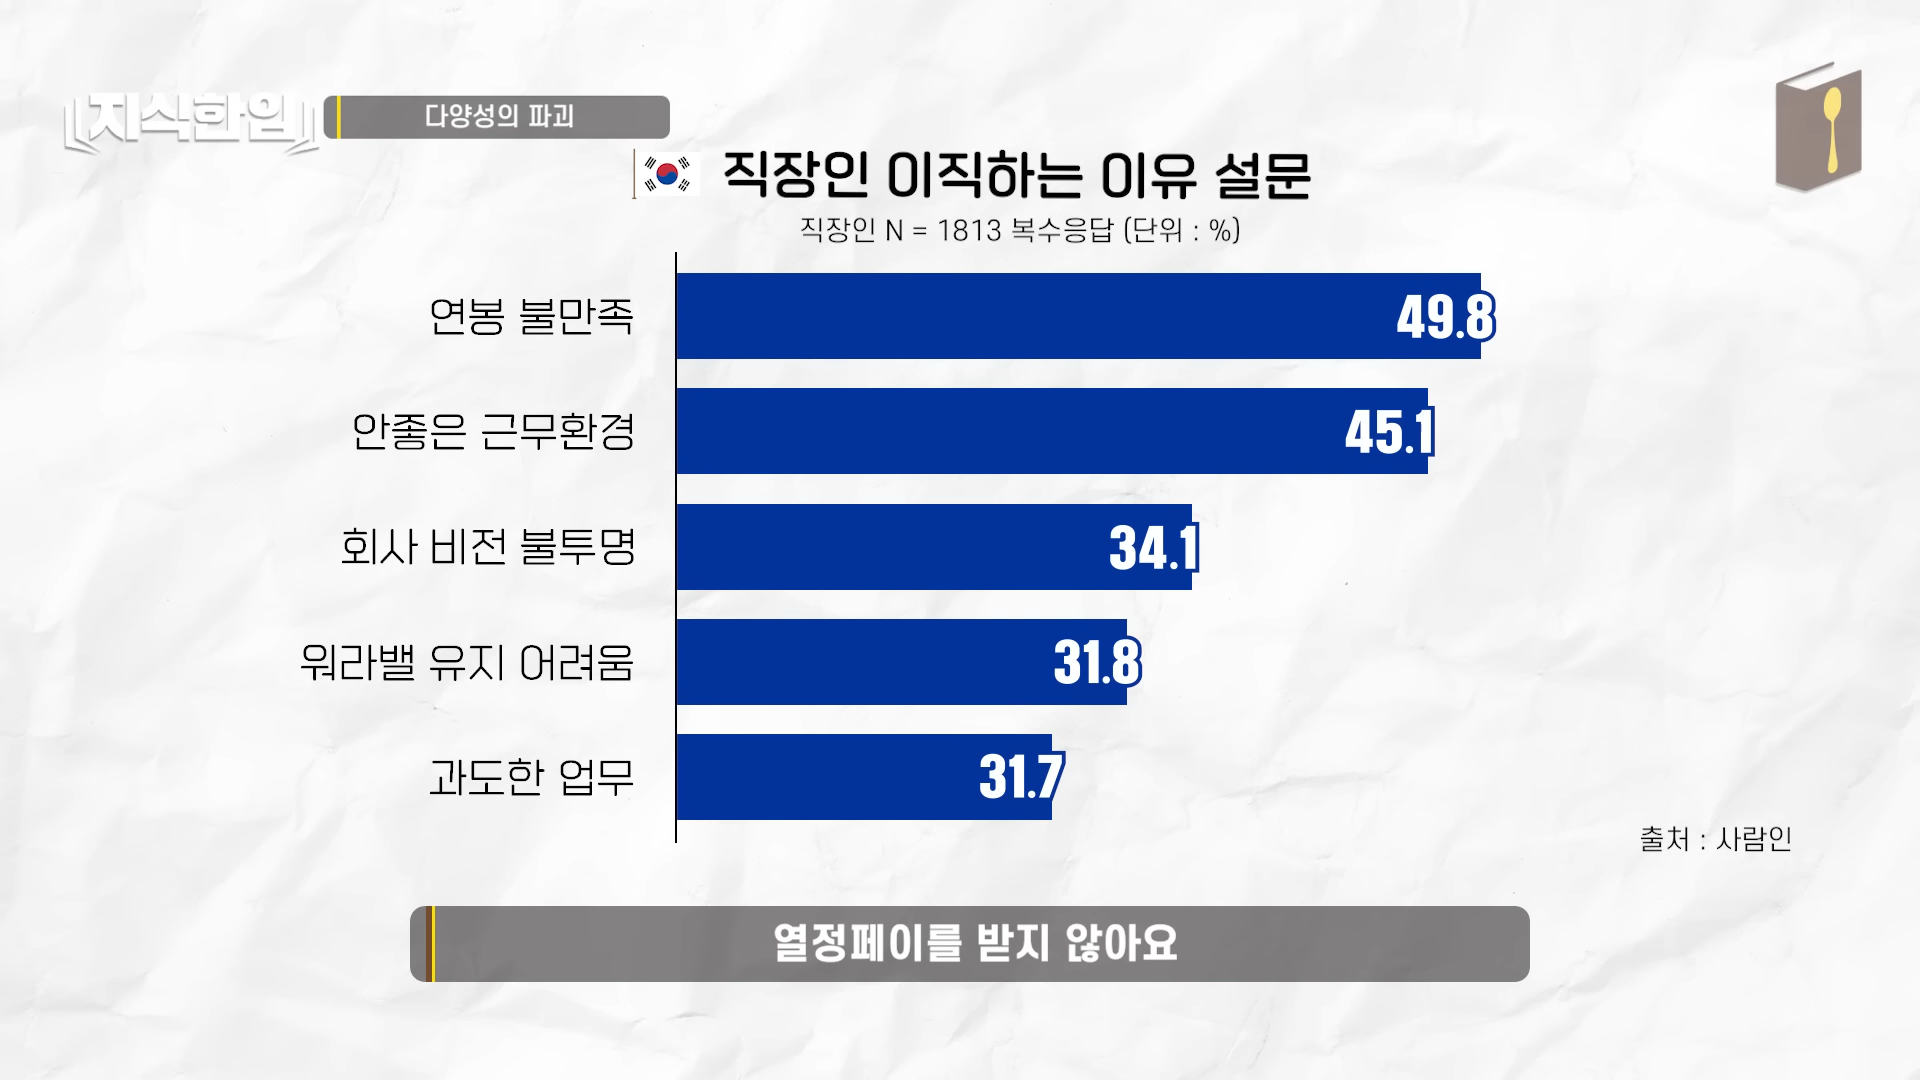 지식한입
다양성의 파괴
직장인 이직하는 이유 설문
직장인 N = 1813 복수응답 (단위 : %)
연봉 불만족 49.8
안좋은 근무환경 45.1
회사 비전 불투명 34.1
워라밸 유지 어려움 31.8
과도한 업무 31.7
출처 : 사람인
열정페이를 받지 않아요